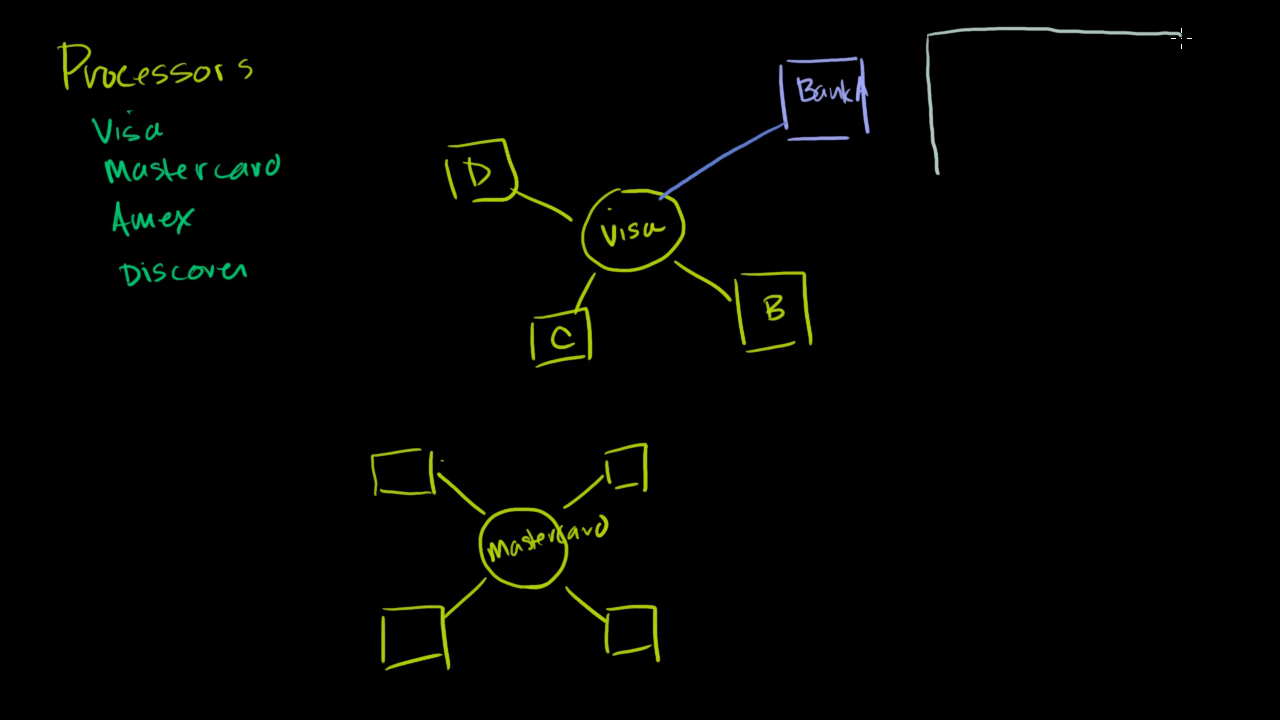 Processors
Visa
Mastercard
Amex
Discover
Bank A
D
Visa
B
C
Mastercard